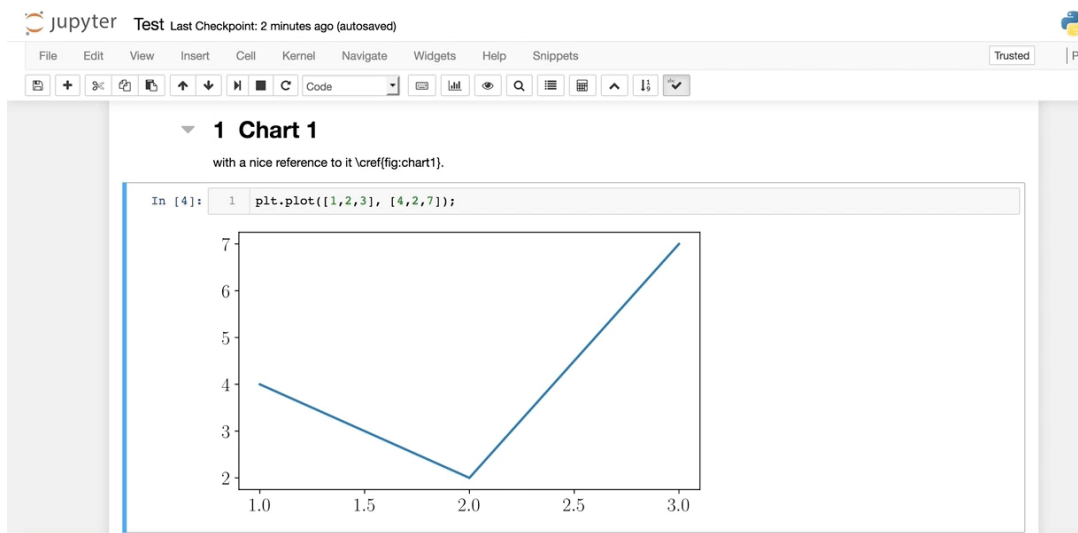 jupyter Test Last Checkpoint: 2 minutes ago (autosaved)
File Edit View Insert Cell Kernel Navigate Widgets Help Snippets Trusted
Code
1 Chart 1
with a nice reference to it \cref{fig:chart1}.
In [4]: 1 plt.plot([1,2,3], [4,2,7]);
7
6
5
4
3
2
1.0 1.5 2.0 2.5 3.0